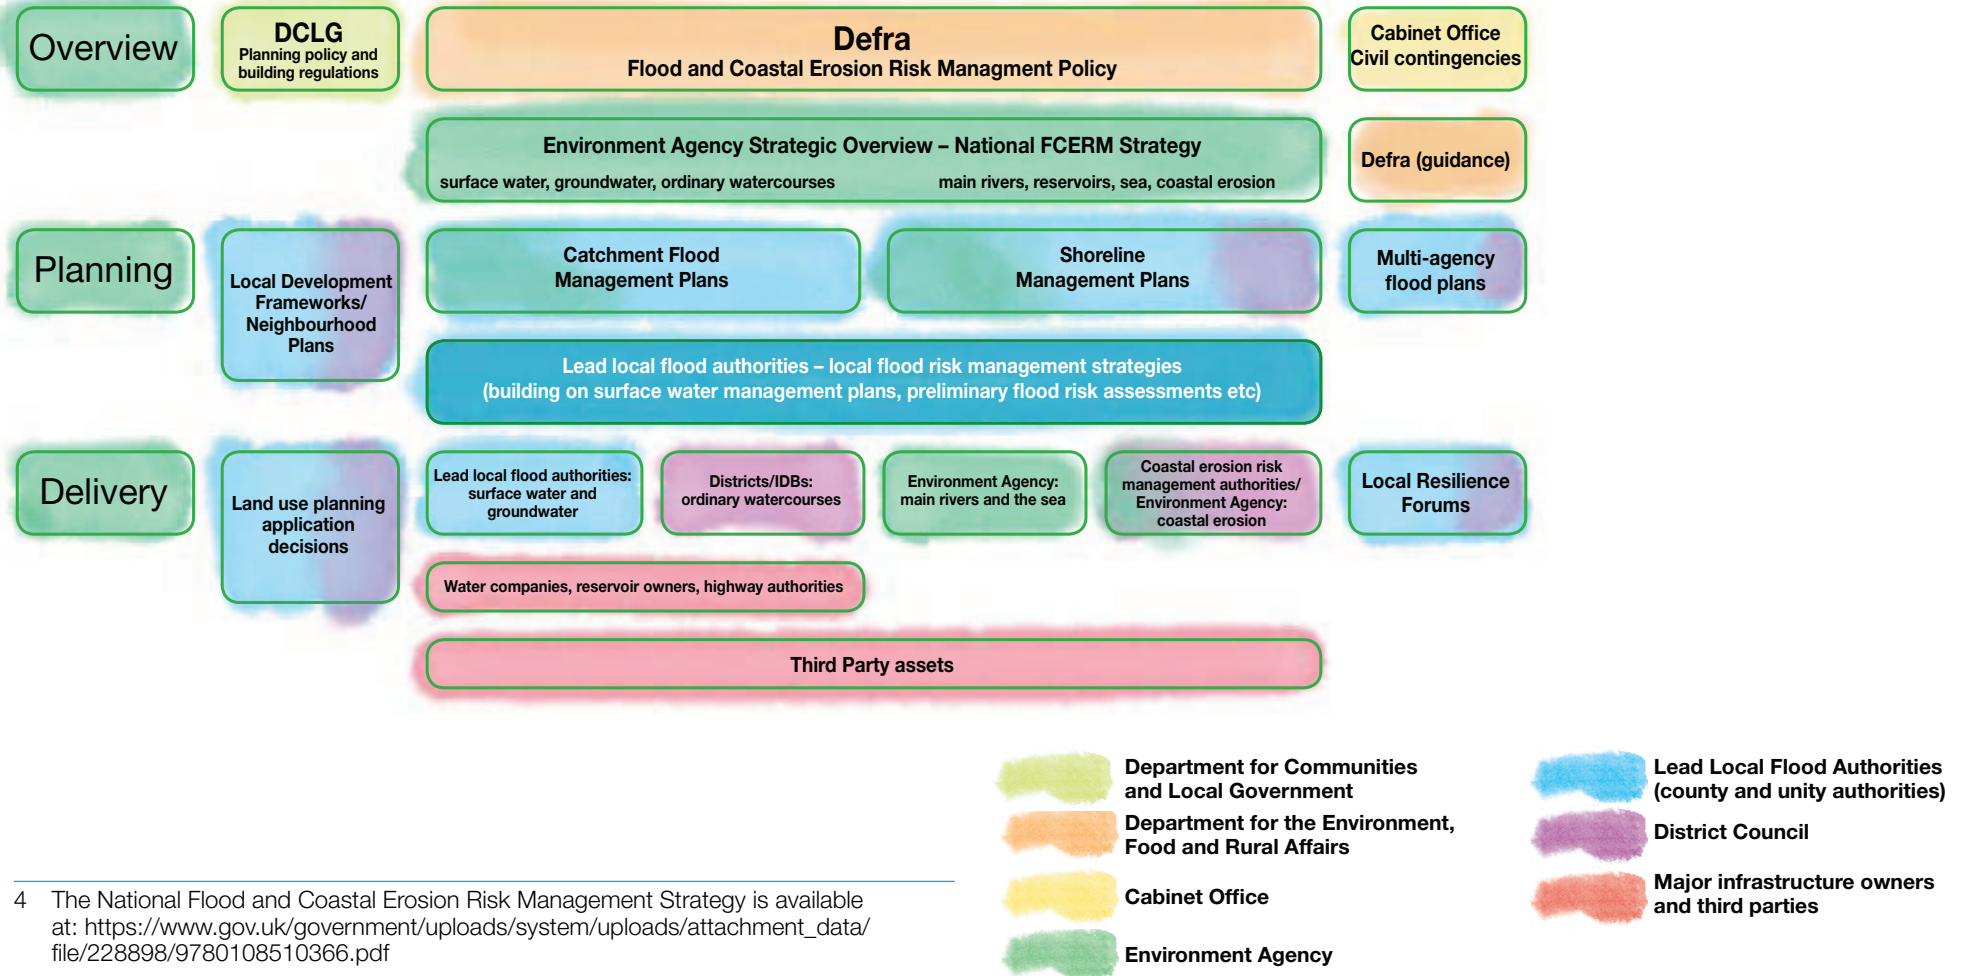 Overview
DCLG
Planning policy and
building regulations
Defra
Flood and Coastal Erosion Risk Managment Policy
Cabinet Office
Civil contingencies
Environment Agency Strategic Overview – National FCERM Strategy
surface water, groundwater, ordinary watercourses
main rivers, reservoirs, sea, coastal erosion
Defra (guidance)
Planning
Local Development
Frameworks/
Neighbourhood
Plans
Catchment Flood
Management Plans
Shoreline
Management Plans
Multi-agency
flood plans
Lead local flood authorities – local flood risk management strategies
(building on surface water management plans, preliminary flood risk assessments etc)
Delivery
Land use planning
application
decisions
Lead local flood authorities:
surface water and
groundwater
Districts/IDBs:
ordinary watercourses
Environment Agency:
main rivers and the sea
Coastal erosion risk
management authorities/
Environment Agency:
coastal erosion
Local Resilience
Forums
Water companies, reservoir owners, highway authorities
Third Party assets
Department for Communities
and Local Government
Department for the Environment,
Food and Rural Affairs
Cabinet Office
Environment Agency
Lead Local Flood Authorities
(county and unity authorities)
District Council
Major infrastructure owners
and third parties
4 The National Flood and Coastal Erosion Risk Management Strategy is available
at: https://www.gov.uk/government/uploads/system/uploads/attachment_data/
file/228898/9780108510366.pdf